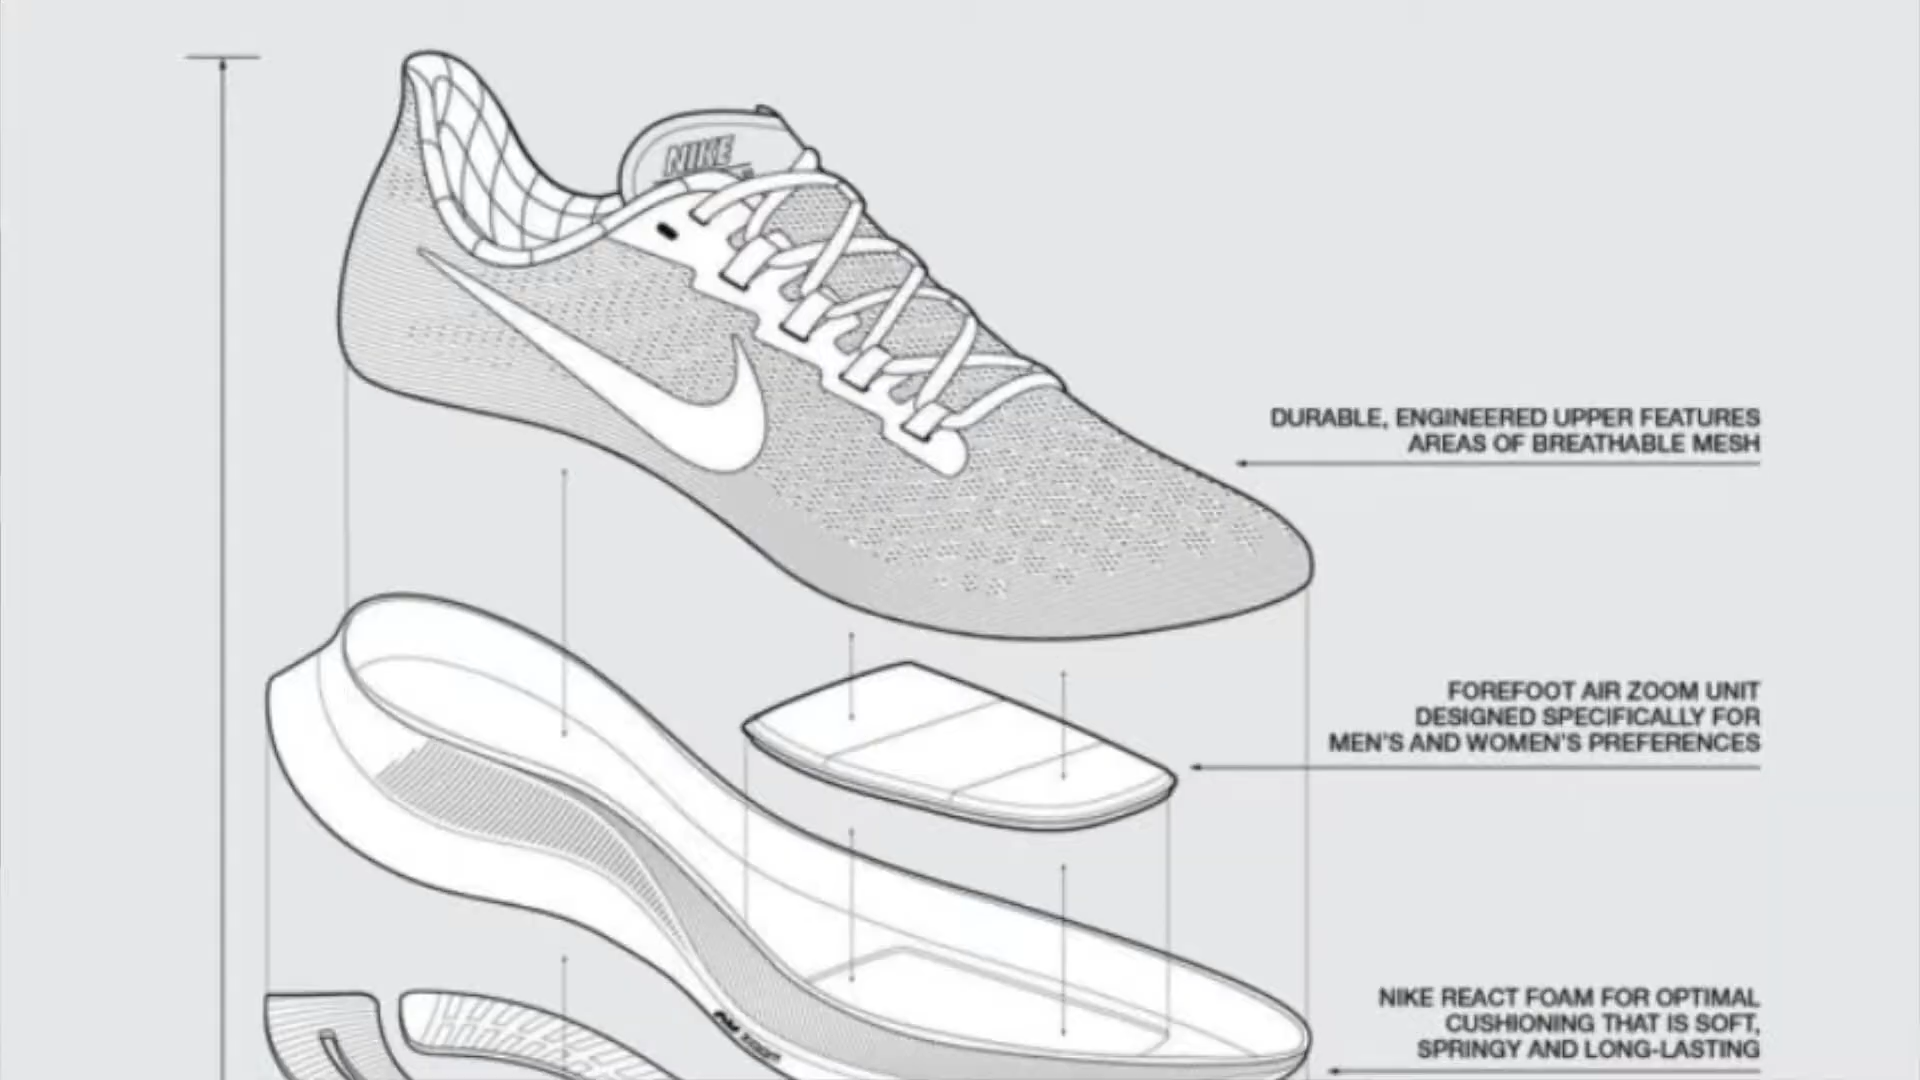 NIKE
DURABLE, ENGINEERED UPPER FEATURES
AREAS OF BREATHABLE MESH
FOREFOOT AIR ZOOM UNIT
DESIGNED SPECIFICALLY FOR
MEN'S AND WOMEN'S PREFERENCES
NIKE REACT FOAM FOR OPTIMAL
CUSHIONING THAT IS SOFT,
SPRINGY AND LONG-LASTING